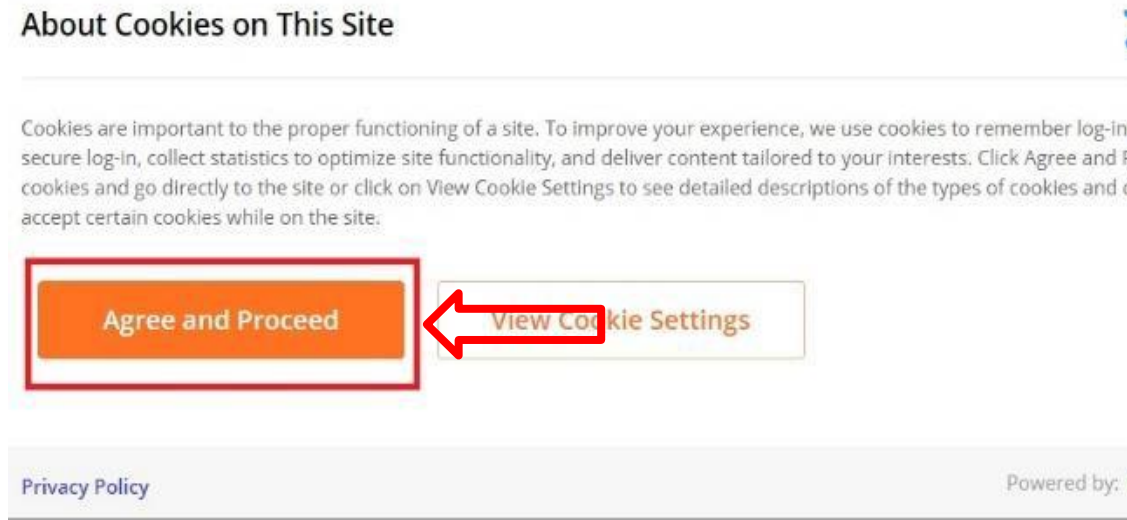 About Cookies on This Site
Cookies are important to the proper functioning of a site. To improve your experience, we use cookies to remember log-in
secure log-in, collect statistics to optimize site functionality, and deliver content tailored to your interests. Click Agree and
cookies and go directly to the site or click on View Cookie Settings to see detailed descriptions of the types of cookies and
accept certain cookies while on the site.
Agree and Proceed
View Cookie Settings
Privacy Policy
Powered by: